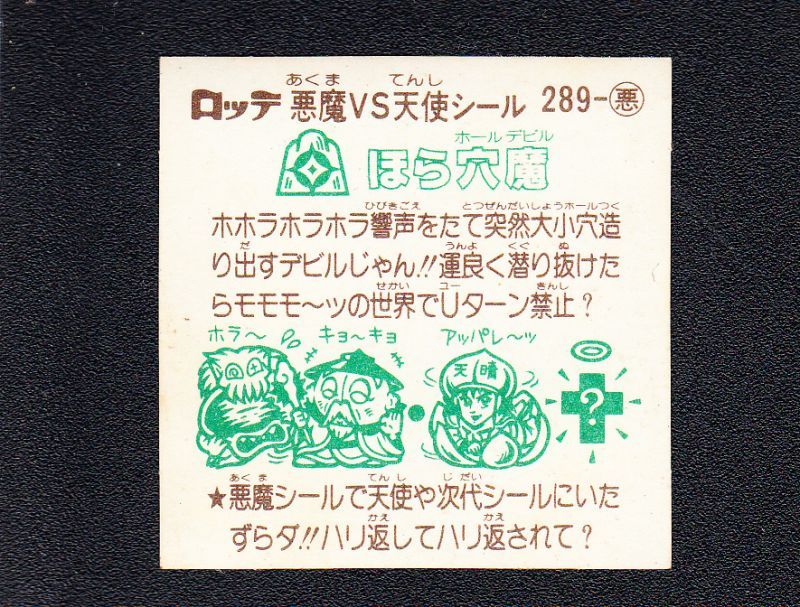 あくま てんし
ロッテ 悪魔VS天使シール 289-悪
ホールデビル
ほら穴魔
ひびきごえ とつぜんだいしょうホールつく
ホホラホラホラ響声をたて突然大小穴造
だ うんよ くぐ ぬ
り出すデビルじゃん!!運良く潜り抜けた
せかい ユー きんし
らモモモ〜ッの世界でUターン禁止?
ホラ〜 キョ〜キョ アッパレ〜ッ
天晴
?
あくま てんし じだい
★悪魔シールで天使や次代シールにいた
かえ かえ
ずらダ!!ハリ返してハリ返されて?